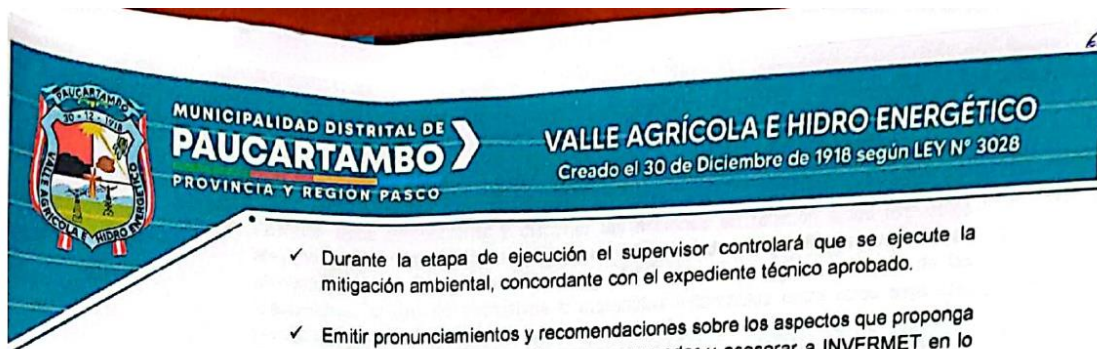 PAUCARTAMBO
30 - 12 - 1918
VALLE AGRÍCOLA E HIDRO ENERGÉTICO
MUNICIPALIDAD DISTRITAL DE
PAUCARTAMBO
PROVINCIA Y REGIÓN PASCO
VALLE AGRÍCOLA E HIDRO ENERGÉTICO
Creado el 30 de Diciembre de 1918 según LEY N° 3028
✓ Durante la etapa de ejecución el supervisor controlará que se ejecute la
mitigación ambiental, concordante con el expediente técnico aprobado.
✓ Emitir pronunciamientos y recomendaciones sobre los aspectos que proponga
y asesorar a INVERMET en lo